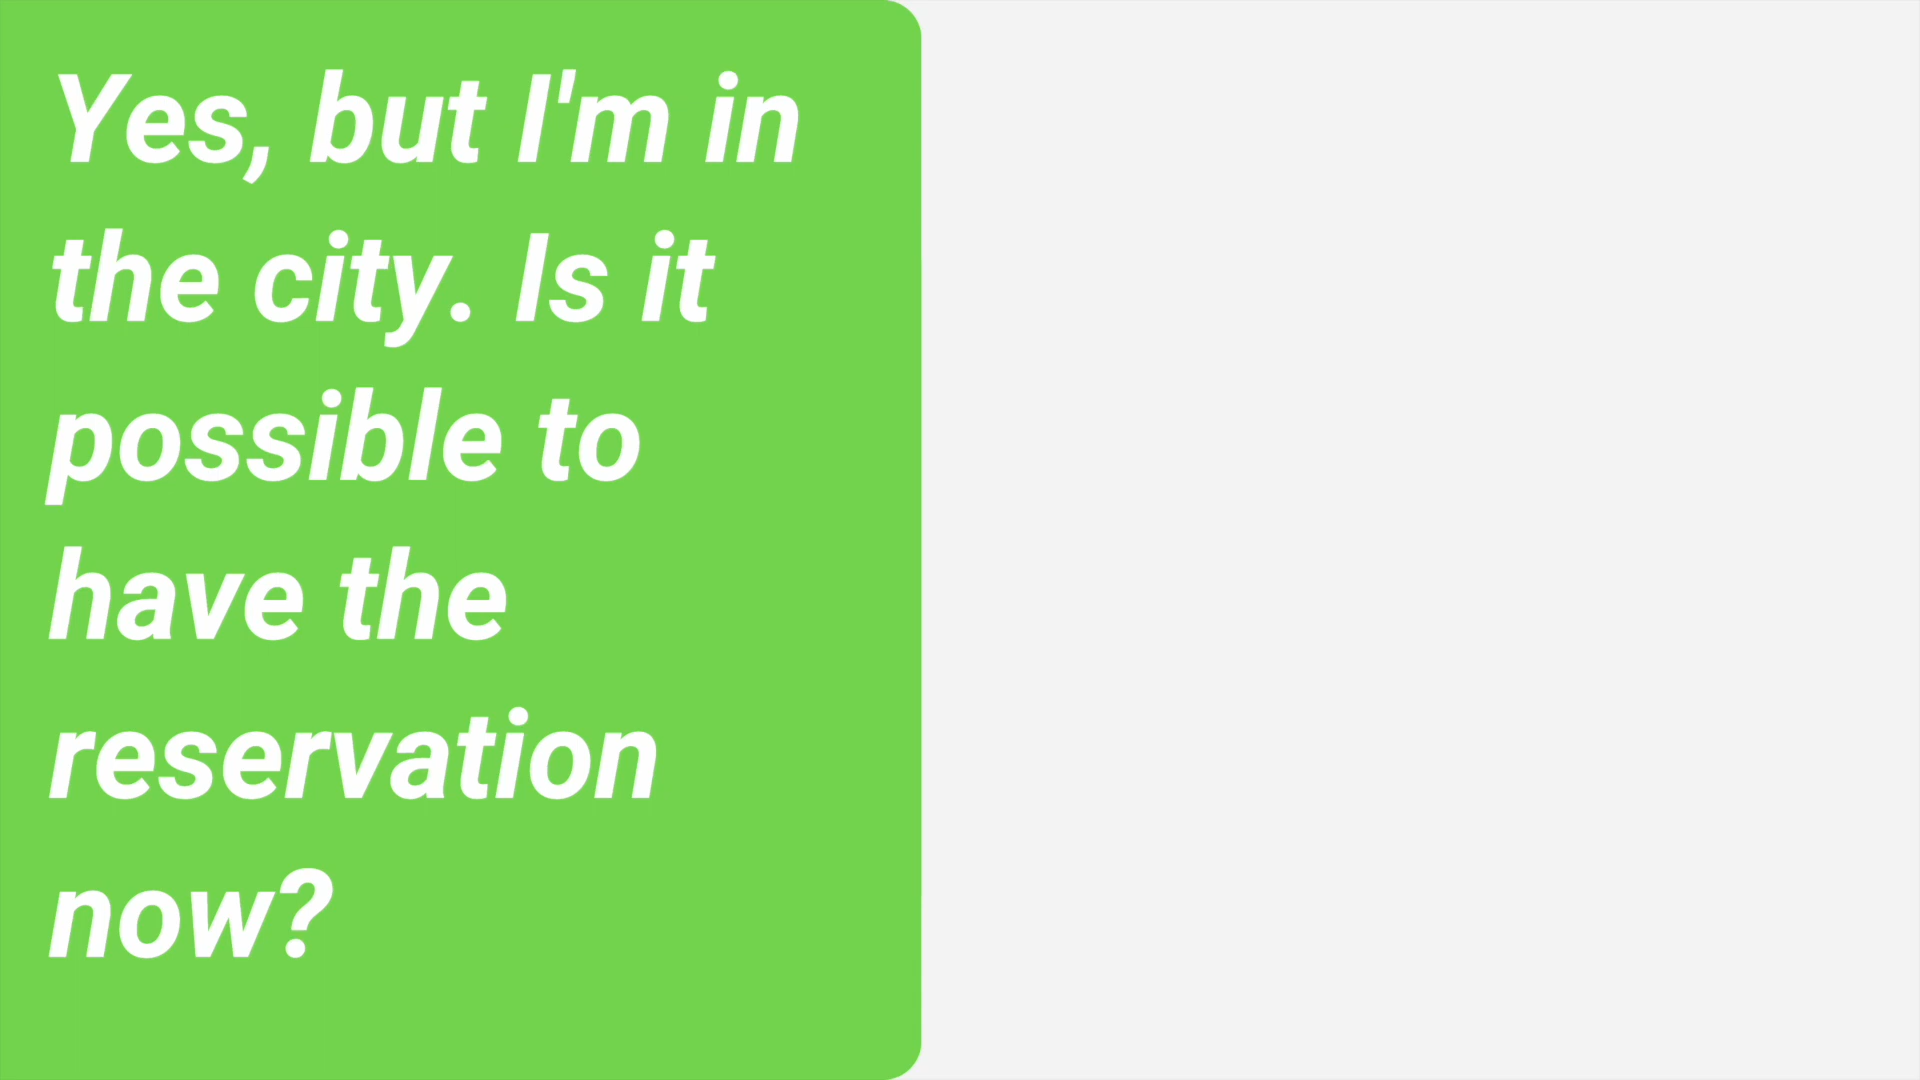 Yes, but I'm in
the city. Is it
possible to
have the
reservation
now?